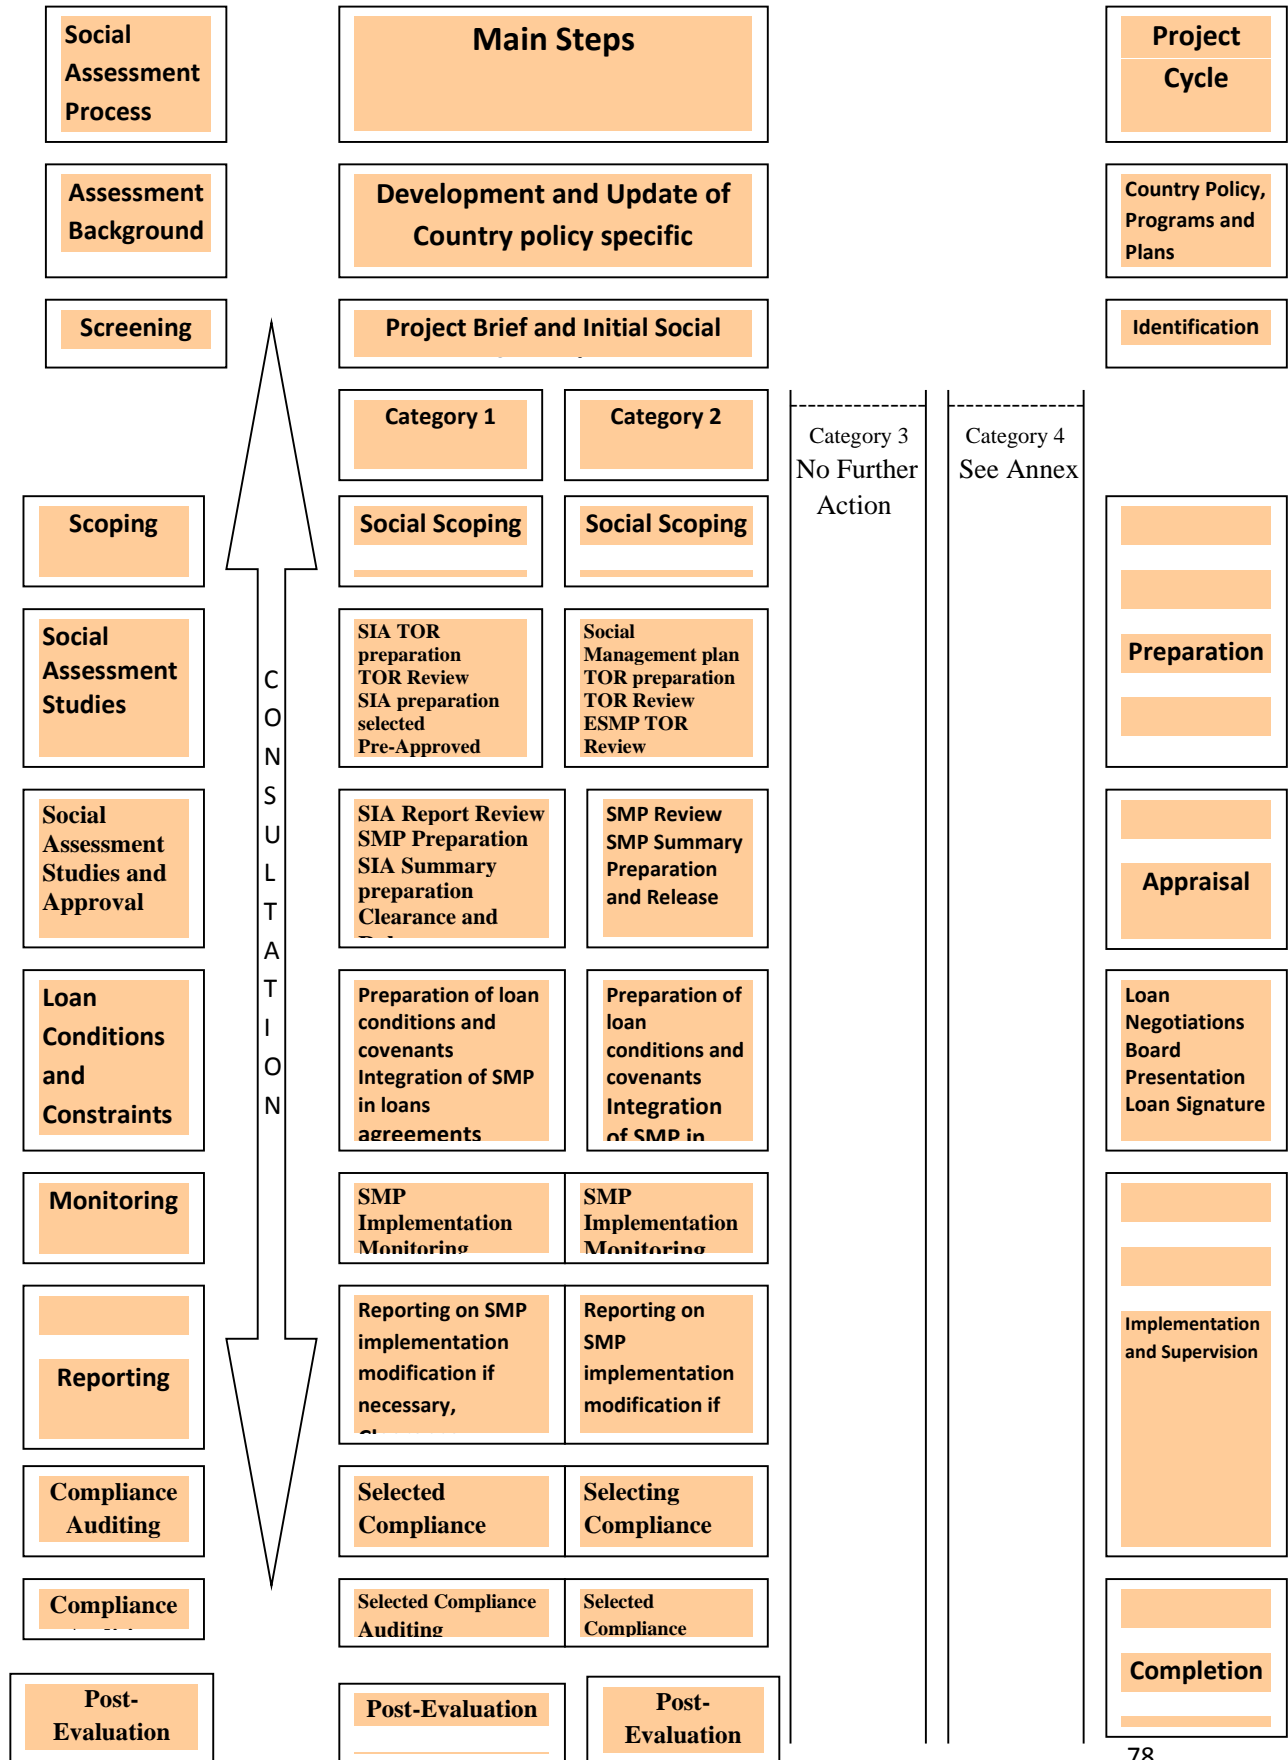 Social
Assessment
Process
Main Steps
Project
Cycle
Assessment
Background
Development and Update of
Country policy specific
Country Policy,
Programs and
Plans
Screening
Project Brief and Initial Social
Identification
Category 1
Category 2
Category 3
No Further
Action
Category 4
See Annex
Scoping
Social Scoping
Social Scoping
Social
Assessment
Studies
CONSULTATION
SIA TOR
preparation
TOR Review
SIA preparation
selected
Pre-Approved
Social
Management plan
TOR preparation
TOR Review
ESMP TOR
Review
Preparation
Social
Assessment
Studies and
Approval
SIA Report Review
SMP Preparation
SIA Summary
preparation
Clearance and
SMP Review
SMP Summary
Preparation
and Release
Appraisal
Loan
Conditions
and
Constraints
Preparation of loan
conditions and
covenants
Integration of SMP
in loans
agreements
Preparation of
loan
conditions and
covenants
Integration
of SMP in
Loan
Negotiations
Board
Presentation
Loan Signature
Monitoring
SMP
Implementation
Monitoring
SMP
Implementation
Monitoring
Reporting
Reporting on SMP
implementation
modification if
necessary,
Reporting on
SMP
implementation
modification if
Implementation
and Supervision
Compliance
Auditing
Selected
Compliance
Selecting
Compliance
Compliance
Selected Compliance
Auditing
Selected
Compliance
Completion
Post-
Evaluation
Post-Evaluation
Post-
Evaluation
78